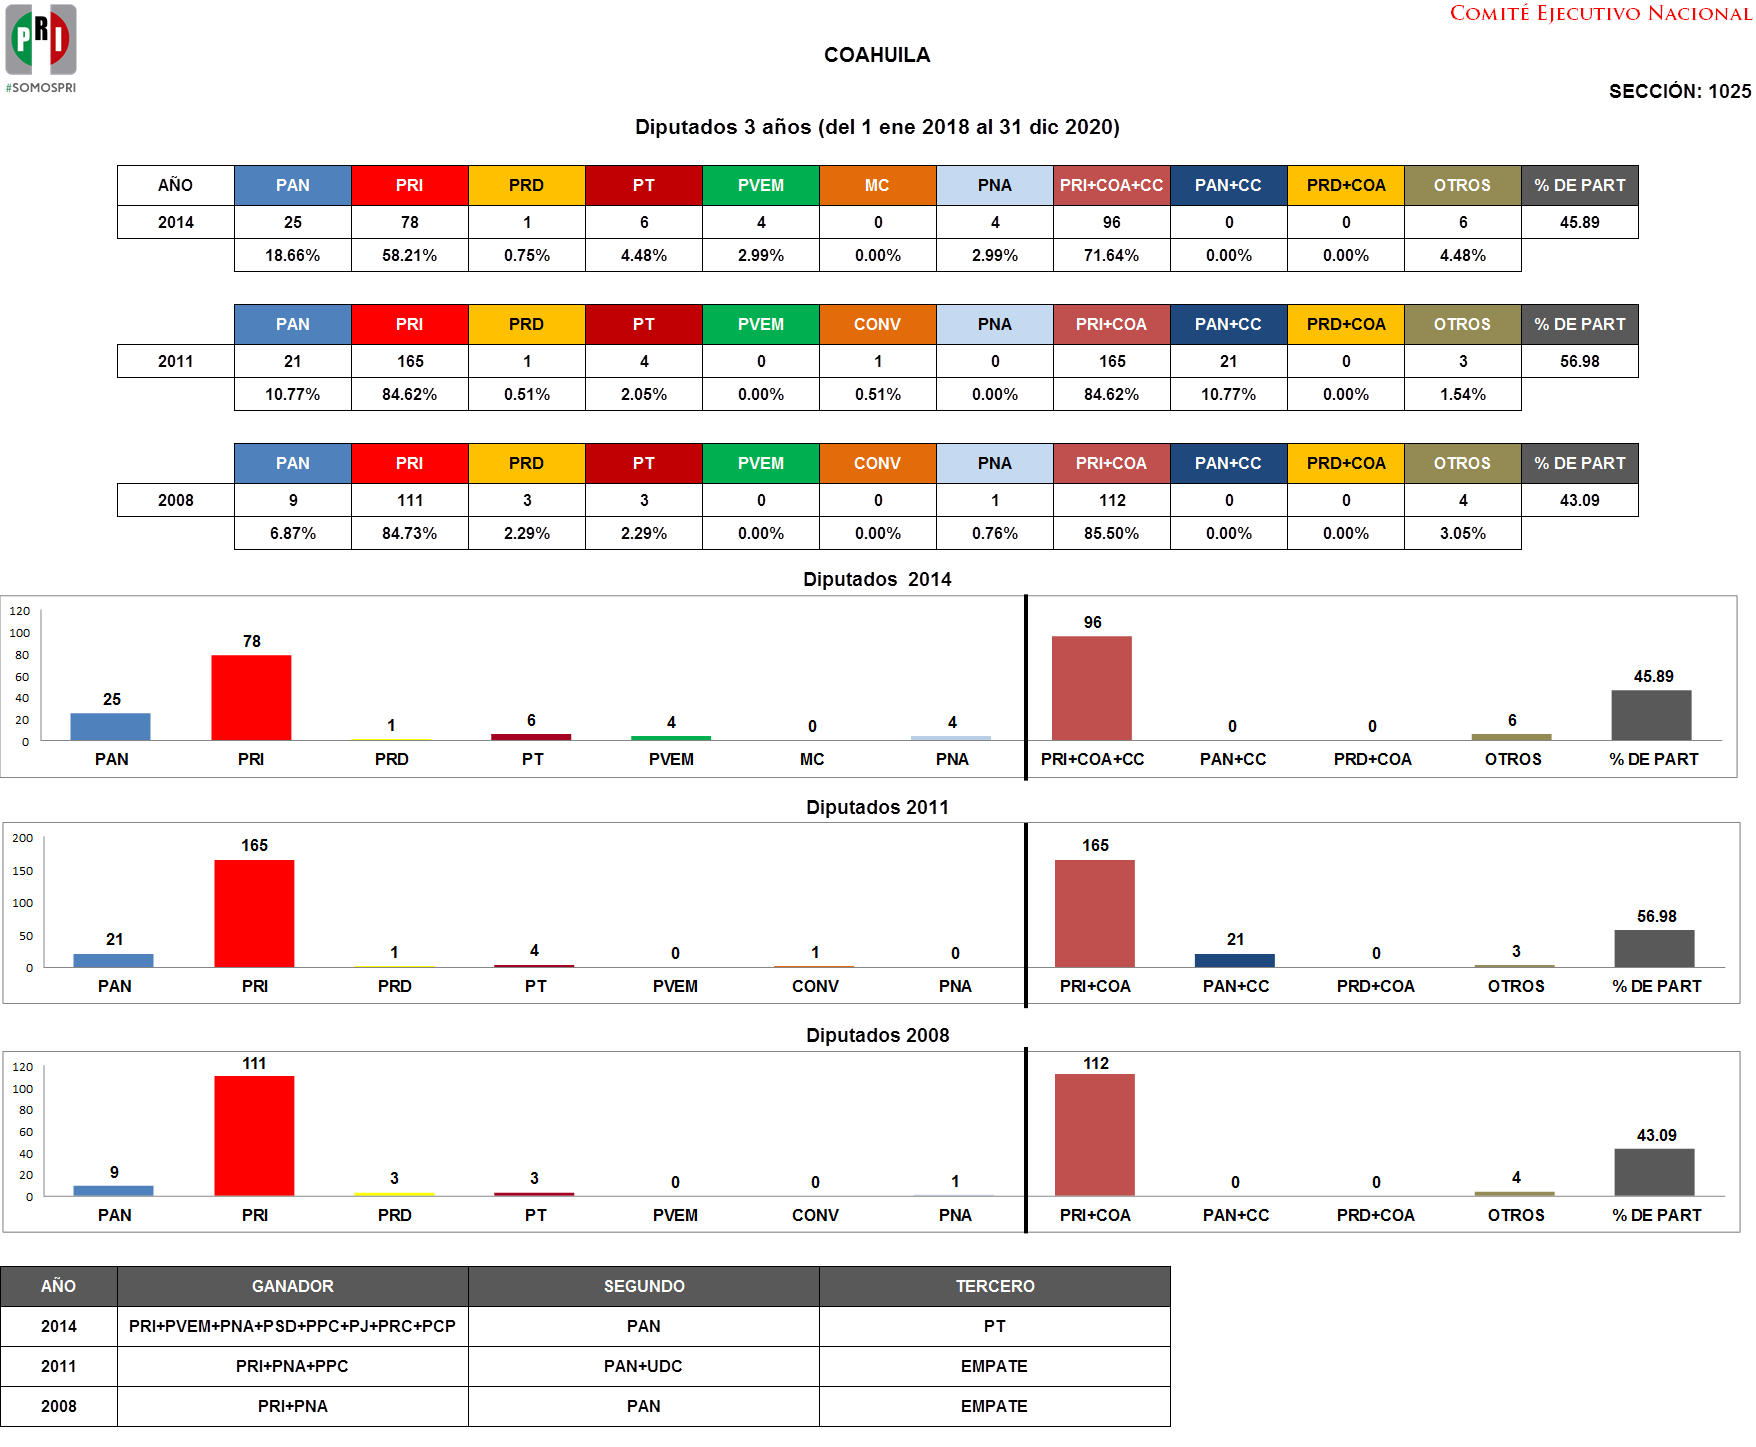 PRI
#SOMOSPRI
COMITÉ EJECUTIVO NACIONAL
COAHUILA
SECCIÓN: 1025
Diputados 3 años (del 1 ene 2018 al 31 dic 2020)
AÑO PAN PRI PRD PT PVEM MC PNA PRI+COA+CC PAN+CC PRD+COA OTROS % DE PART
2014 25 78 1 6 4 0 4 96 0 0 6 45.89
18.66% 58.21% 0.75% 4.48% 2.99% 0.00% 2.99% 71.64% 0.00% 0.00% 4.48%
PAN PRI PRD PT PVEM CONV PNA PRI+COA PAN+CC PRD+COA OTROS % DE PART
2011 21 165 1 4 0 1 0 165 21 0 3 56.98
10.77% 84.62% 0.51% 2.05% 0.00% 0.51% 0.00% 84.62% 10.77% 0.00% 1.54%
PAN PRI PRD PT PVEM CONV PNA PRI+COA PAN+CC PRD+COA OTROS % DE PART
2008 9 111 3 3 0 0 1 112 0 0 4 43.09
6.87% 84.73% 2.29% 2.29% 0.00% 0.00% 0.76% 85.50% 0.00% 0.00% 3.05%
Diputados 2014
120
100
80
60
40
20
0
25 78 1 6 4 0 4 96 0 0 6 45.89
PAN PRI PRD PT PVEM MC PNA PRI+COA+CC PAN+CC PRD+COA OTROS % DE PART
Diputados 2011
200
150
100
50
0
21 165 1 4 0 1 0 165 21 0 3 56.98
PAN PRI PRD PT PVEM CONV PNA PRI+COA PAN+CC PRD+COA OTROS % DE PART
Diputados 2008
120
100
80
60
40
20
0
9 111 3 3 0 0 1 112 0 0 4 43.09
PAN PRI PRD PT PVEM CONV PNA PRI+COA PAN+CC PRD+COA OTROS % DE PART
AÑO GANADOR SEGUNDO TERCERO
2014 PRI+PVEM+PNA+PSD+PPC+PJ+PRC+PCP PAN PT
2011 PRI+PNA+PPC PAN+UDC EMPATE
2008 PRI+PNA PAN EMPATE